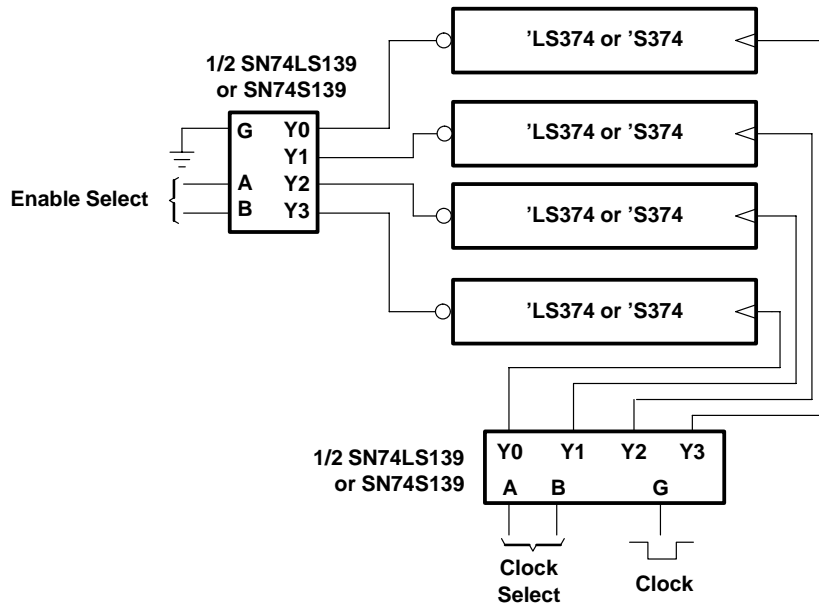 'LS374 or 'S374
1/2 SN74LS139
or SN74S139
G Y0
Y1
A Y2
B Y3
Enable Select
'LS374 or 'S374
'LS374 or 'S374
'LS374 or 'S374
1/2 SN74LS139
or SN74S139
Y0 Y1 Y2 Y3
A B G
Clock
Select
Clock